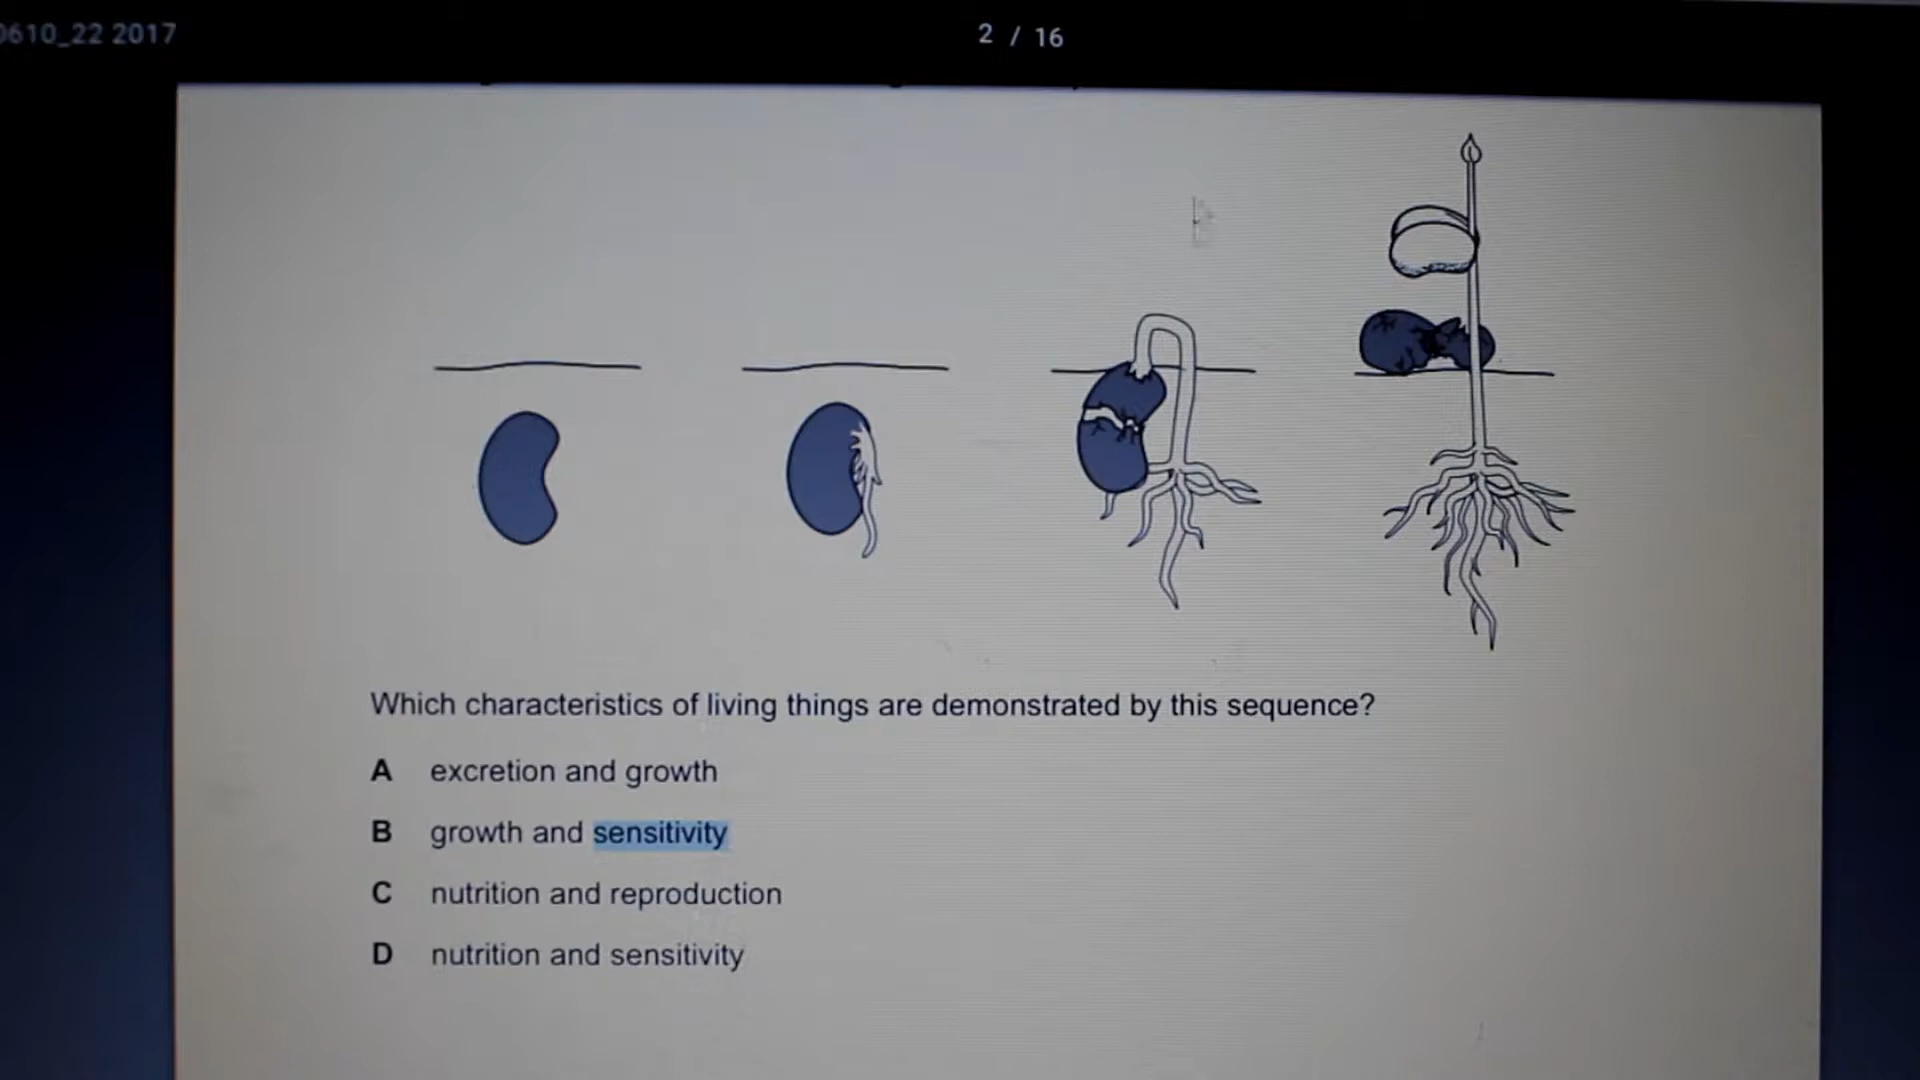 0610_22 2017
2 / 16
Which characteristics of living things are demonstrated by this sequence?
A excretion and growth
B growth and sensitivity
C nutrition and reproduction
D nutrition and sensitivity